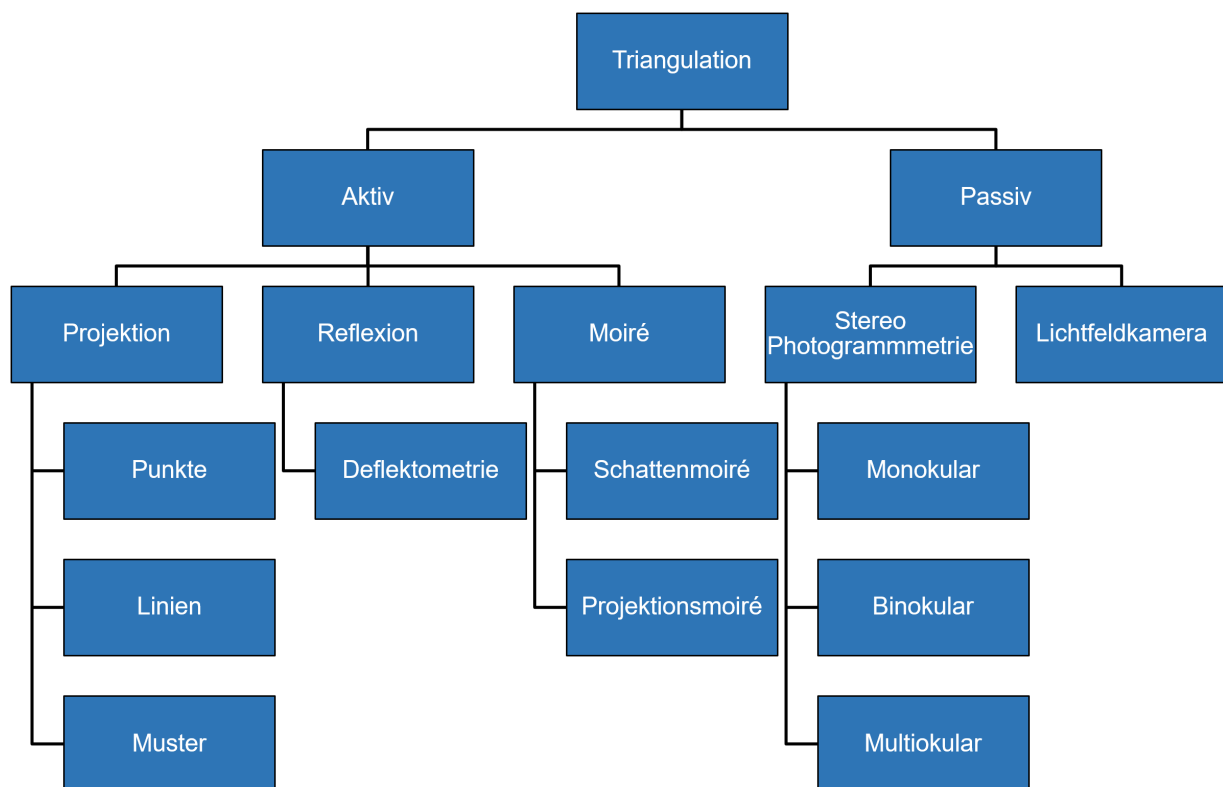 Triangulation
Aktiv
Passiv
Projektion
Reflexion
Moiré
Stereo
Photogrammmetrie
Lichtfeldkamera
Punkte
Deflektometrie
Schattenmoiré
Monokular
Linien
Projektionsmoiré
Binokular
Muster
Multiokular